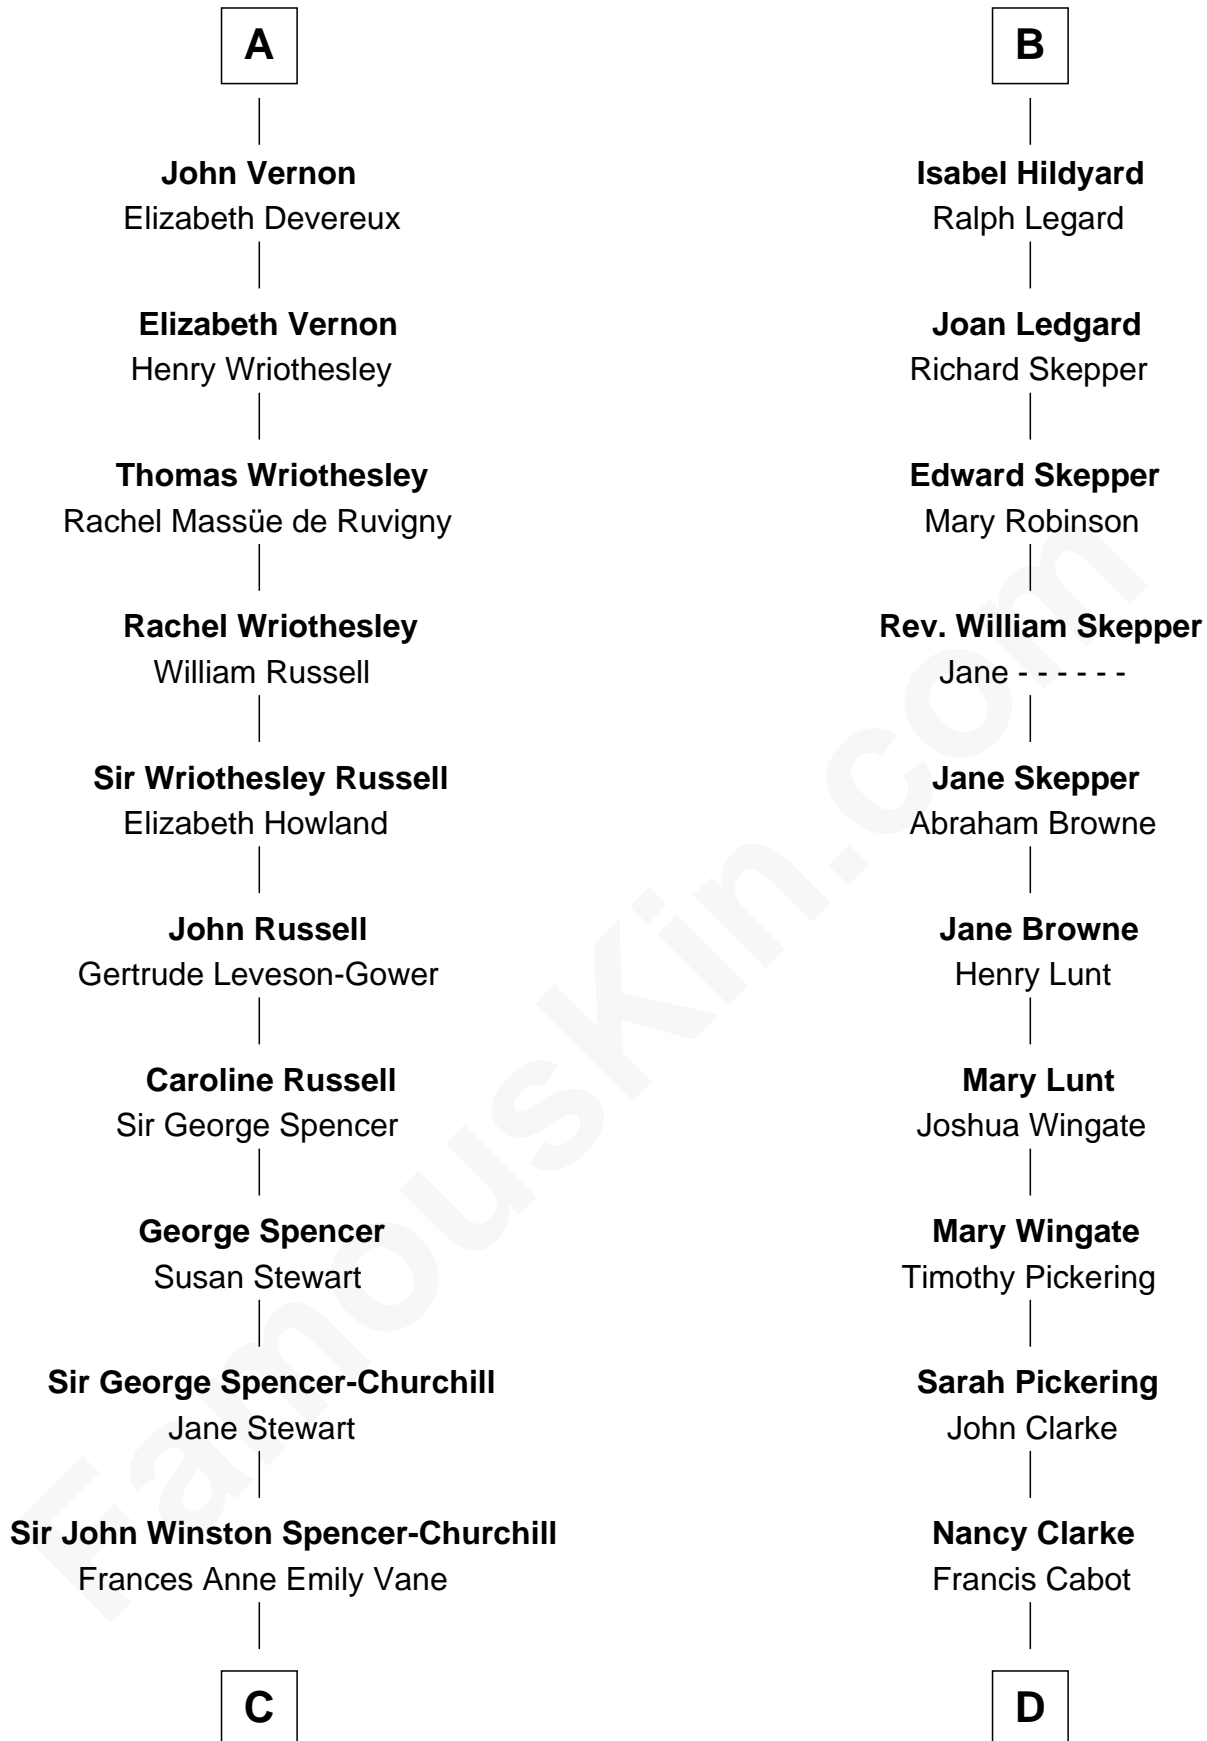 A
John Vernon
Elizabeth Devereux
Elizabeth Vernon
Henry Wriothesley
Thomas Wriothesley
Rachel Massüe de Ruvigny
Rachel Wriothesley
William Russell
Sir Wriothesley Russell
Elizabeth Howland
John Russell
Gertrude Leveson-Gower
Caroline Russell
Sir George Spencer
George Spencer
Susan Stewart
Sir George Spencer-Churchill
Jane Stewart
Sir John Winston Spencer-Churchill
Frances Anne Emily Vane
C
B
Isabel Hildyard
Ralph Legard
Joan Ledgard
Richard Skepper
Edward Skepper
Mary Robinson
Rev. William Skepper
Jane - - - - - -
Jane Skepper
Abraham Browne
Jane Browne
Henry Lunt
Mary Lunt
Joshua Wingate
Mary Wingate
Timothy Pickering
Sarah Pickering
John Clarke
Nancy Clarke
Francis Cabot
D
FamousKin.com